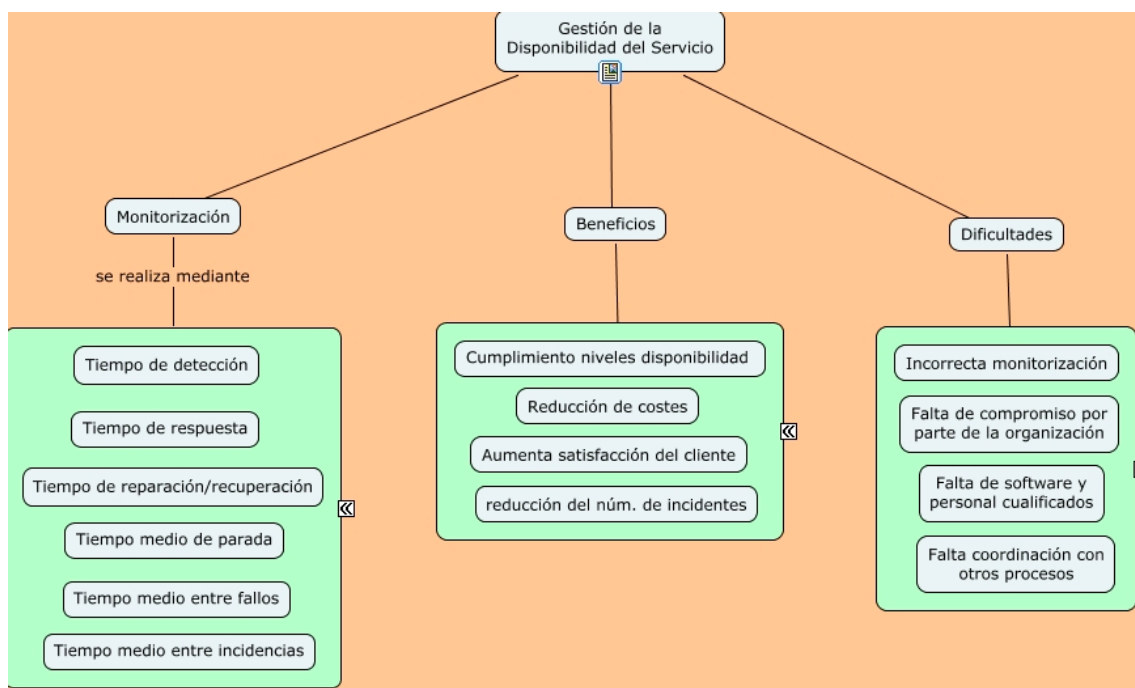 Gestión de la
Disponibilidad del Servicio
Monitorización
se realiza mediante
Tiempo de detección
Tiempo de respuesta
Tiempo de reparación/recuperación
Tiempo medio de parada
Tiempo medio entre fallos
Tiempo medio entre incidencias
Beneficios
Cumplimiento niveles disponibilidad
Reducción de costes
Aumenta satisfacción del cliente
reducción del núm. de incidentes
Dificultades
Incorrecta monitorización
Falta de compromiso por
parte de la organización
Falta de software y
personal cualificados
Falta coordinación con
otros procesos